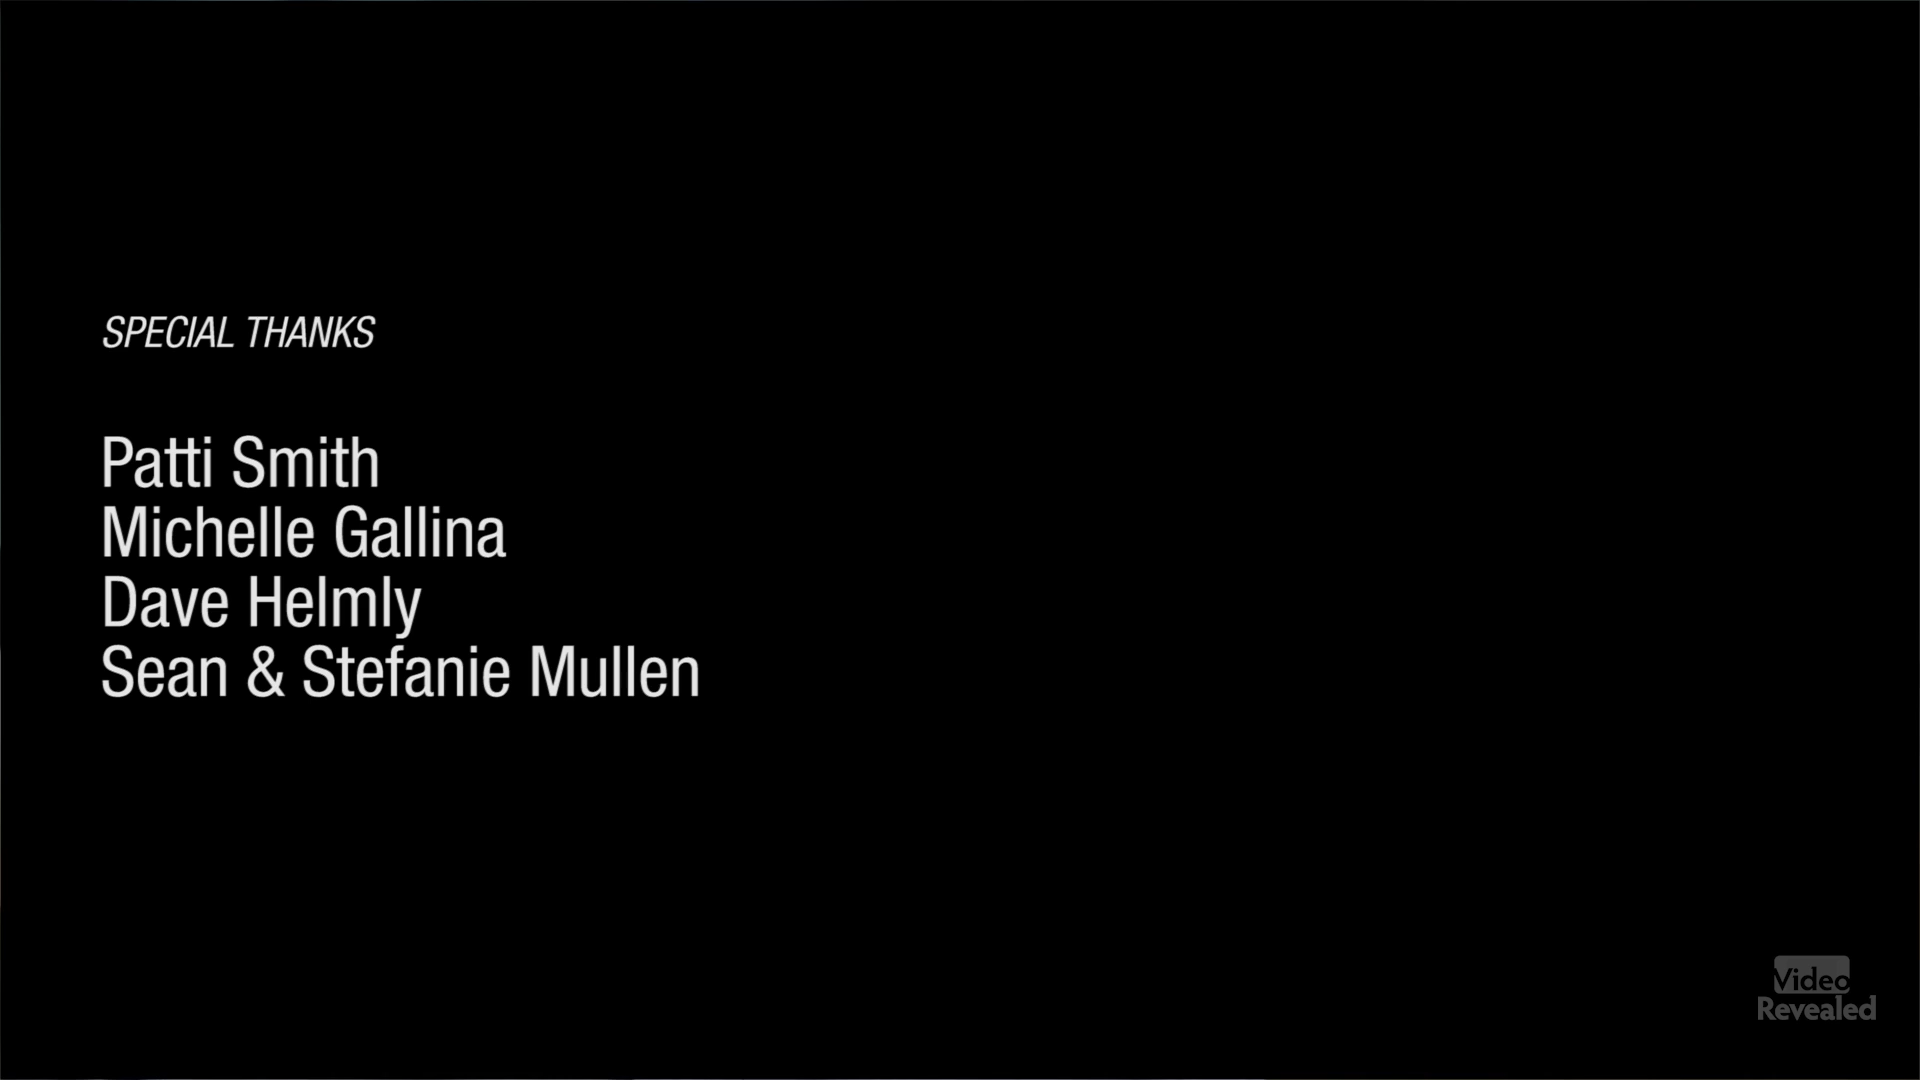 SPECIAL THANKS
Patti Smith
Michelle Gallina
Dave Helmly
Sean & Stefanie Mullen
Video
Revealed